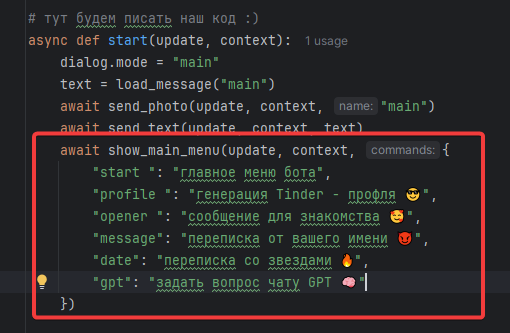 # тут будем писать наш код :)
async def start(update, context): 1 usage
dialog.mode = "main"
text = load_message("main")
await send_photo(update, context, name: "main")
await send_text(update, context, text)
await show_main_menu(update, context, commands: {
"start ": "главное меню бота",
"profile ": "генерация Tinder - профля 😎",
"opener ": "сообщение для знакомства 🥰",
"message": "переписка от вашего имени 😈",
"date": "переписка со звездами 🔥",
"gpt": "задать вопрос чату GPT 🧠"
})